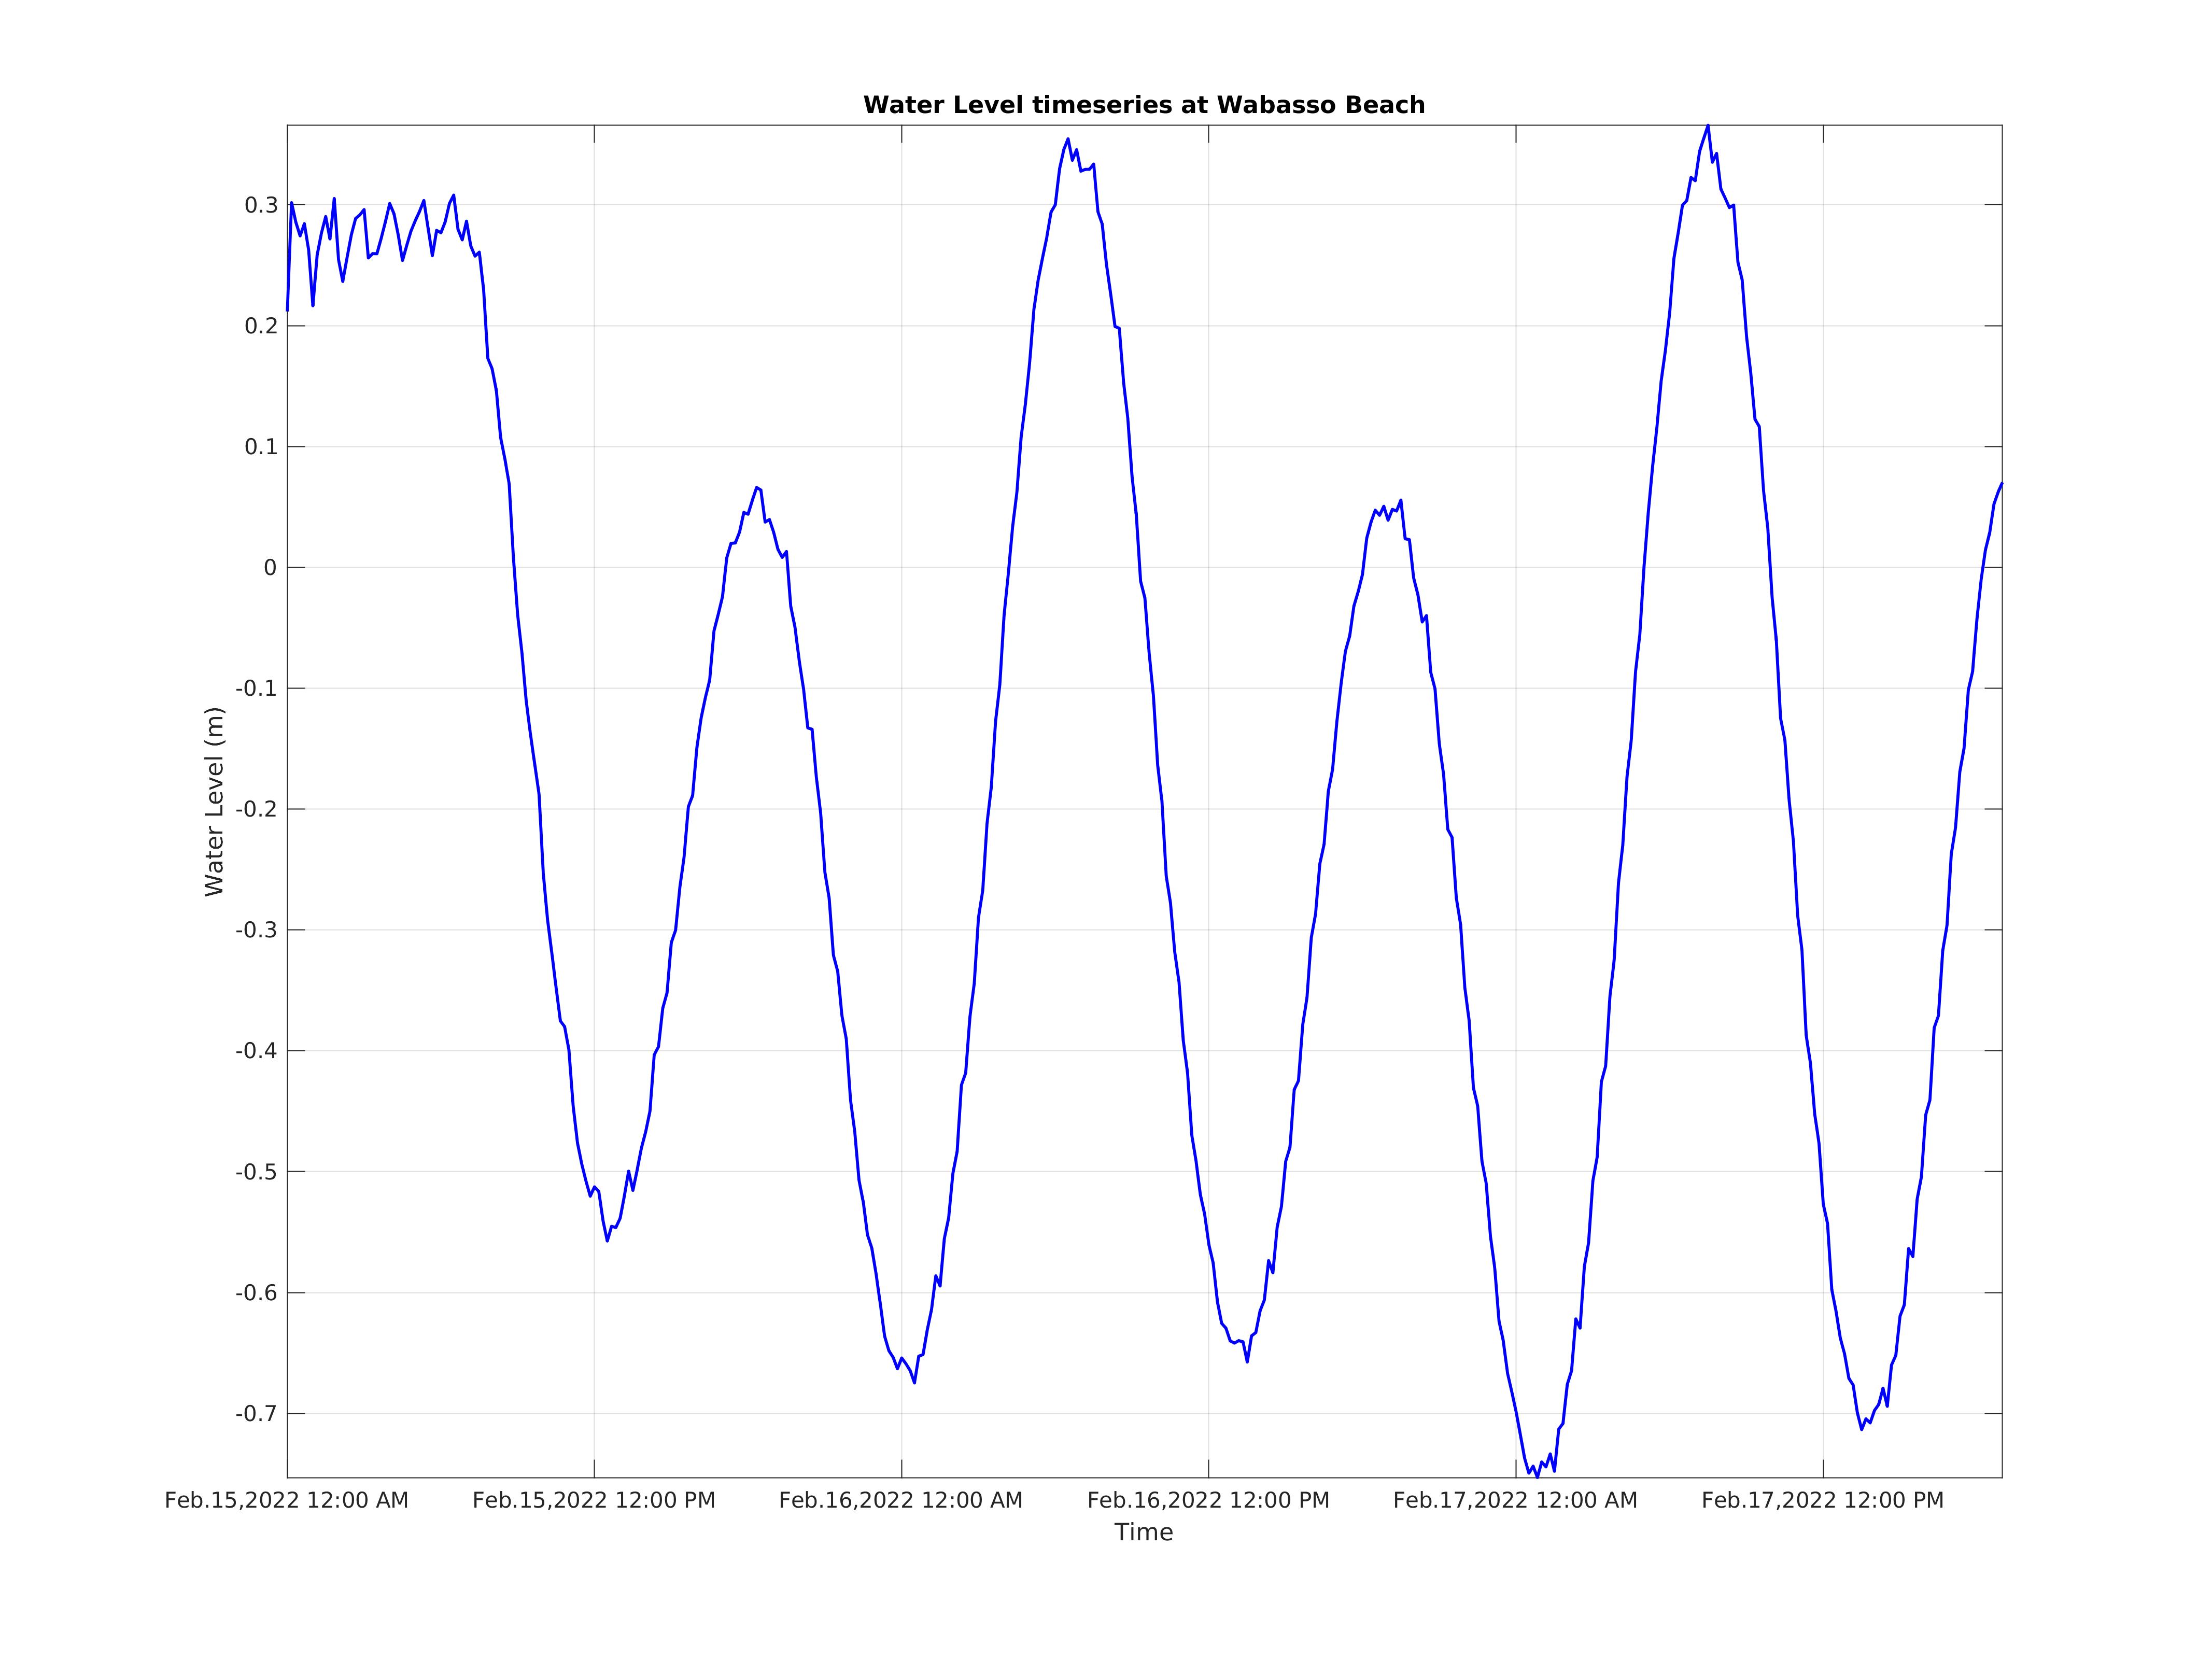 Water Level timeseries at Wabasso Beach
0.3
0.2
0.1
0
-0.1
-0.2
-0.3
-0.4
-0.5
-0.6
-0.7
Water Level (m)
Feb.15,2022 12:00 AM Feb.15,2022 12:00 PM Feb.16,2022 12:00 AM Feb.16,2022 12:00 PM Feb.17,2022 12:00 AM Feb.17,2022 12:00 PM
Time